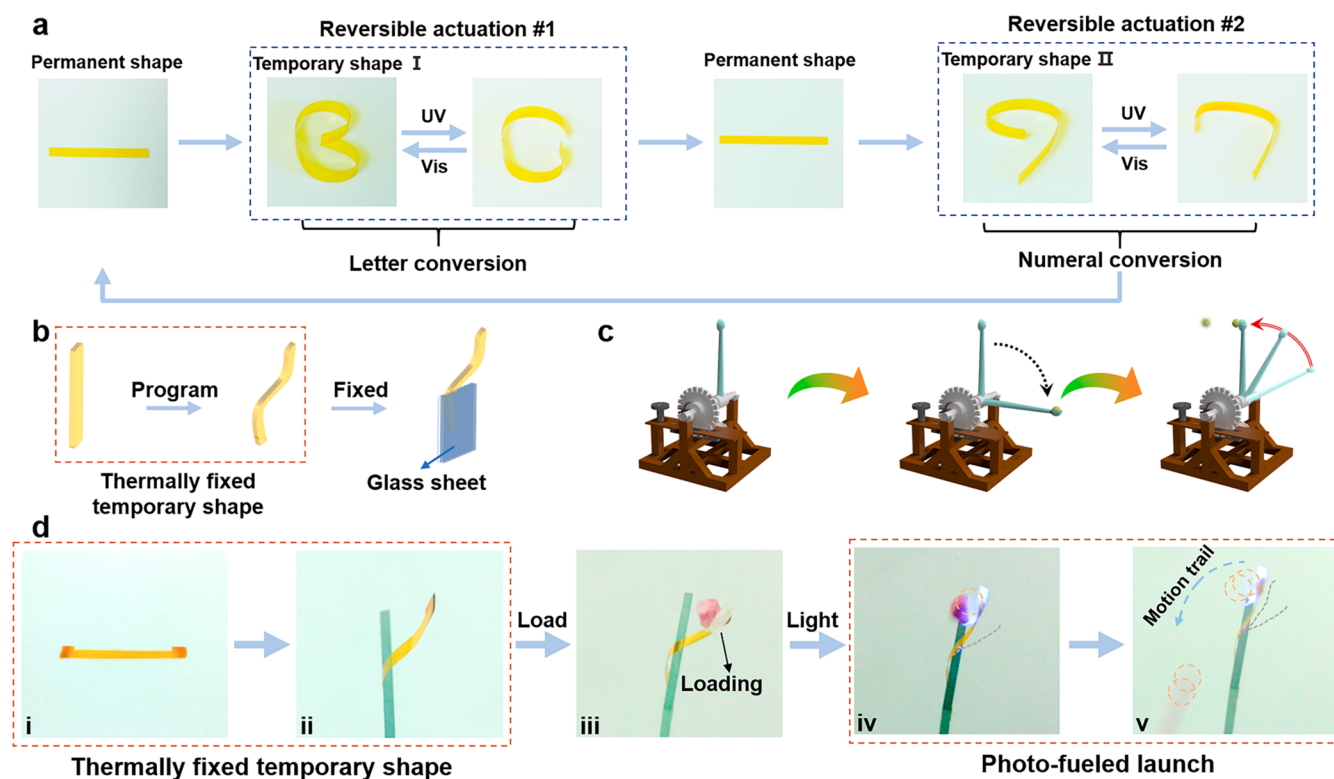 a
Reversible actuation #1
Reversible actuation #2
Permanent shape
Temporary shape Ⅰ
Permanent shape
Temporary shape Ⅱ
UV
Vis
UV
Vis
Letter conversion
Numeral conversion
b
Program
Fixed
Glass sheet
Thermally fixed
temporary shape
c
d
i
ii
Load
Loading
iii
Light
iv
Motion trail
v
Thermally fixed temporary shape
Photo-fueled launch